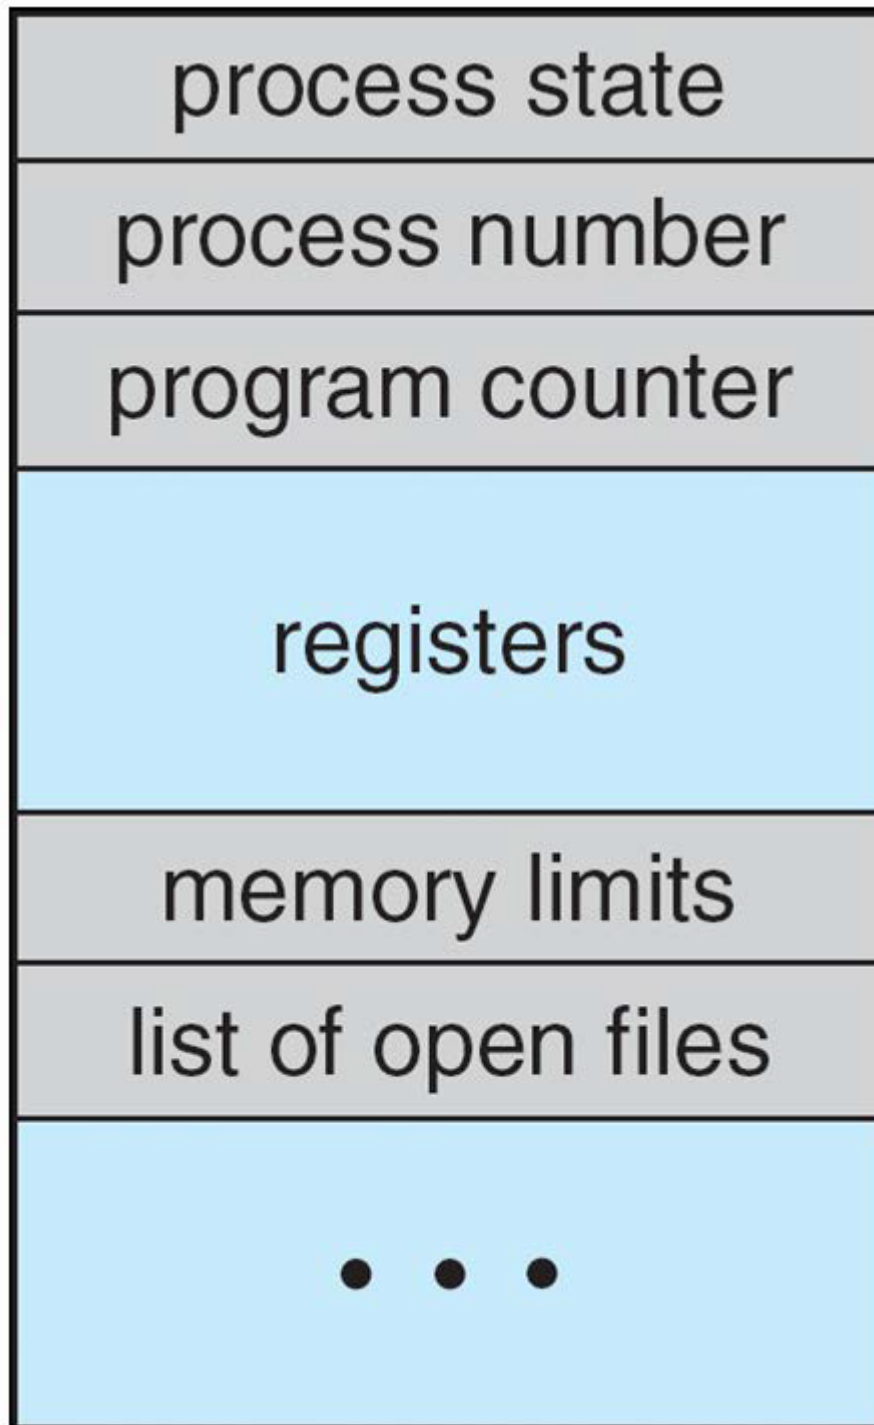 process state
process number
program counter
registers
memory limits
list of open files
• • •